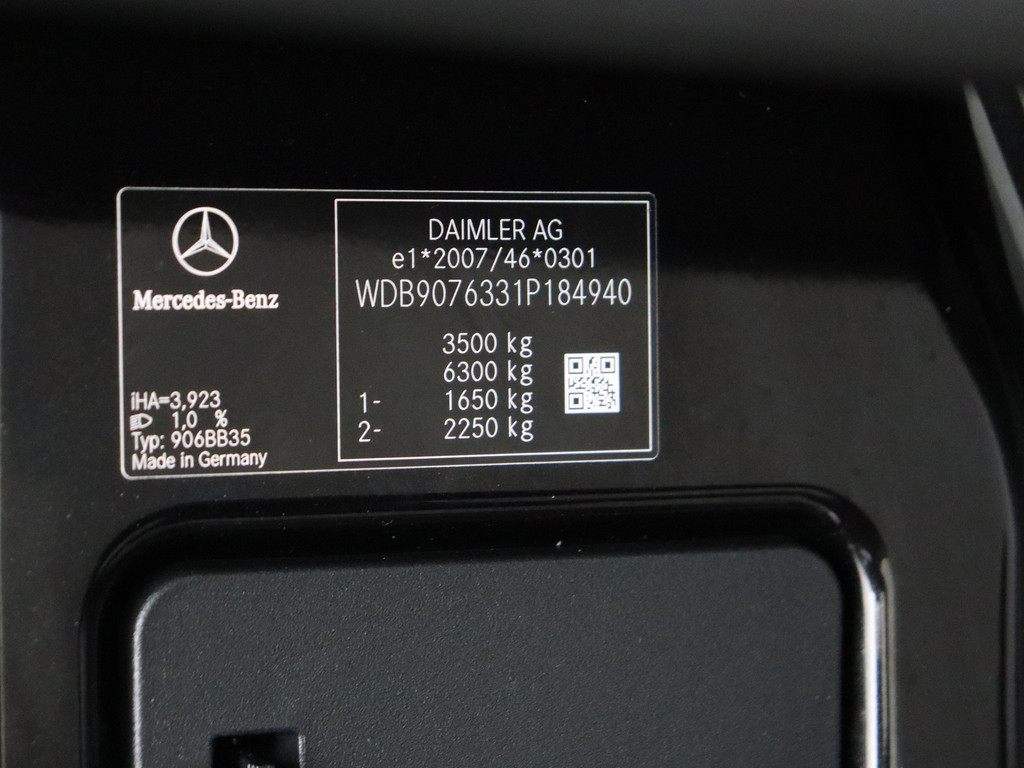 Mercedes-Benz
iHA=3,923
1,0 %
Typ: 906BB35
Made in Germany
DAIMLER AG
e1*2007/46*0301
WDB9076331P184940
3500 kg
6300 kg
1- 1650 kg
2- 2250 kg